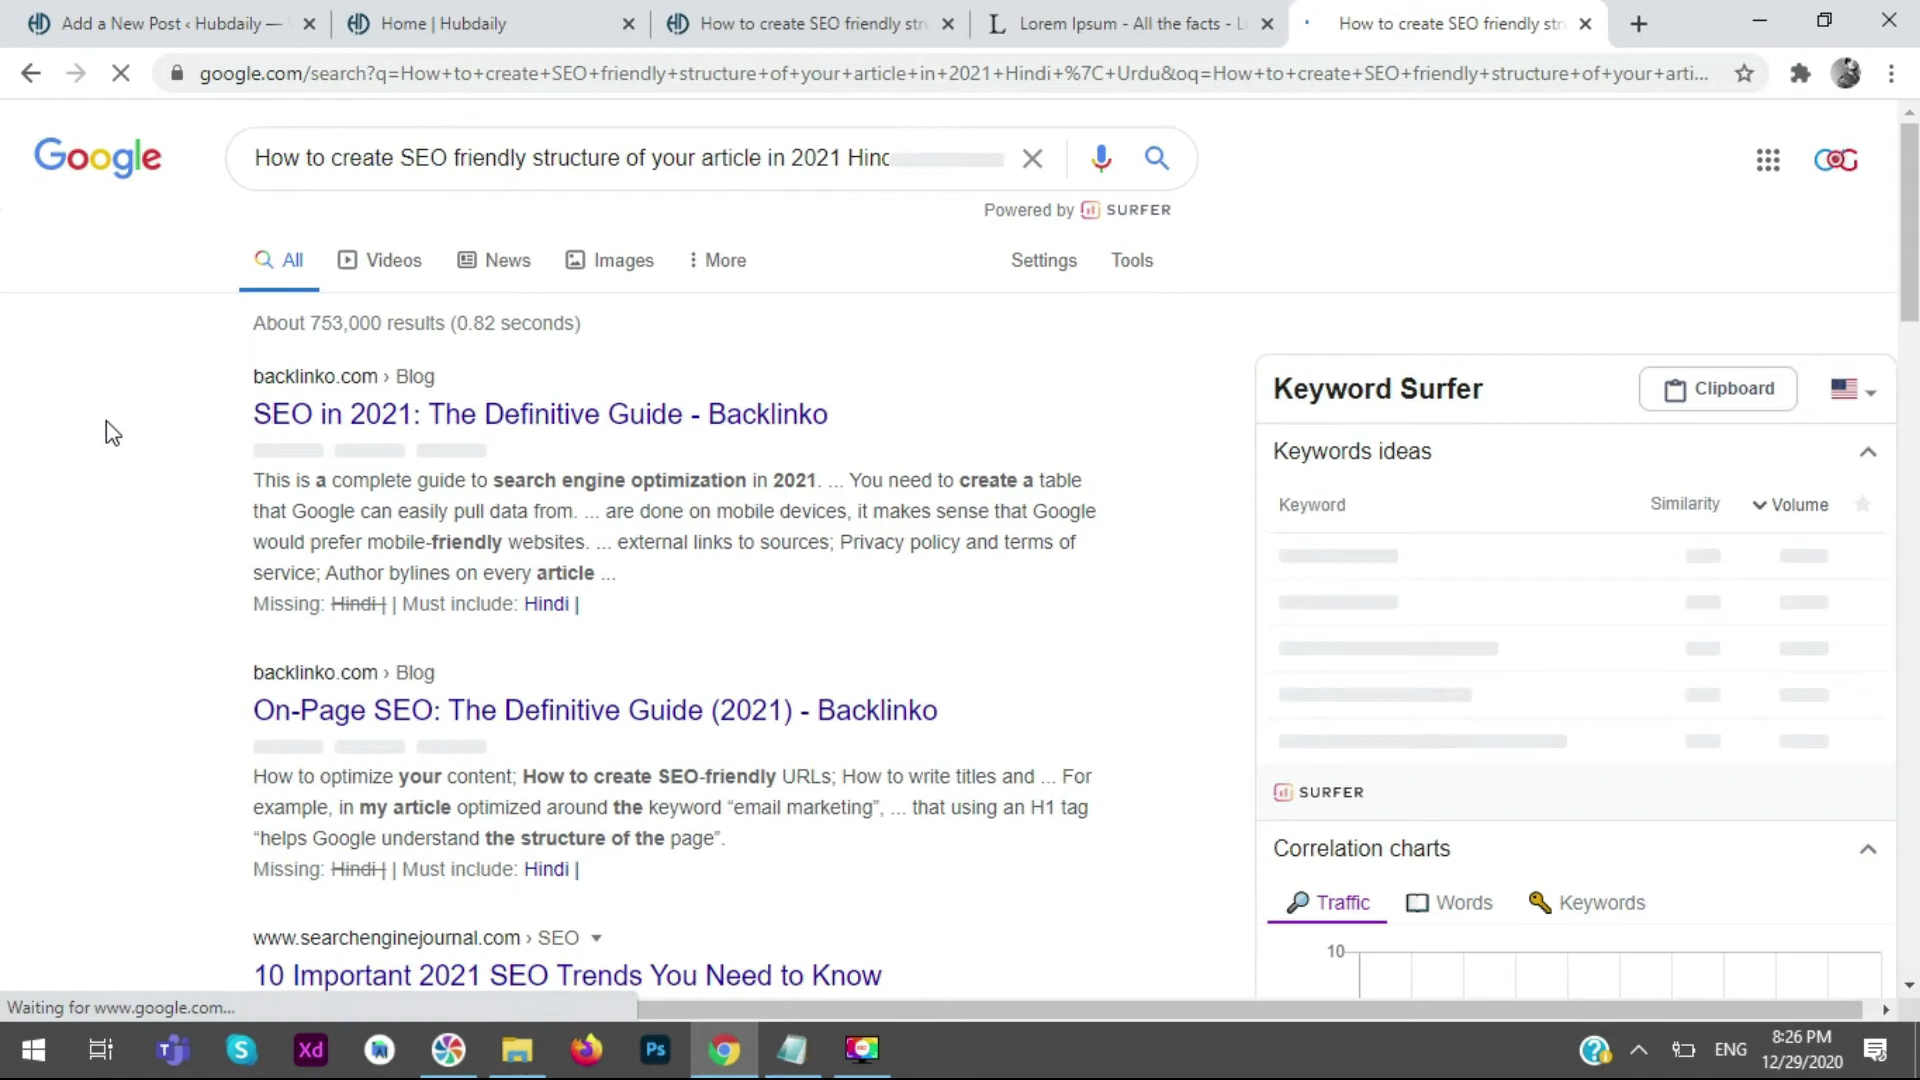 Add a New Post ‹ Hubdaily —
Home | Hubdaily
How to create SEO friendly str
Lorem Ipsum - All the facts - L
How to create SEO friendly str
google.com/search?q=How+to+create+SEO+friendly+structure+of+your+article+in+2021+Hindi+%7C+Urdu&oq=How+to+create+SEO+friendly+structure+of+your+arti...
Google
How to create SEO friendly structure of your article in 2021 Hind
Powered by SURFER
All
Videos
News
Images
More
Settings
Tools
About 753,000 results (0.82 seconds)
backlinko.com › Blog
SEO in 2021: The Definitive Guide - Backlinko
This is a complete guide to search engine optimization in 2021. ... You need to create a table
that Google can easily pull data from. ... are done on mobile devices, it makes sense that Google
would prefer mobile-friendly websites. ... external links to sources; Privacy policy and terms of
service; Author bylines on every article ...
Missing: Hindi | | Must include: Hindi |
backlinko.com › Blog
On-Page SEO: The Definitive Guide (2021) - Backlinko
How to optimize your content; How to create SEO-friendly URLs; How to write titles and ... For
example, in my article optimized around the keyword “email marketing”, ... that using an H1 tag
“helps Google understand the structure of the page”.
Missing: Hindi | | Must include: Hindi |
www.searchenginejournal.com › SEO
10 Important 2021 SEO Trends You Need to Know
Keyword Surfer
Clipboard
Keywords ideas
Keyword
Similarity
Volume
SURFER
Correlation charts
Traffic
Words
Keywords
10
Waiting for www.google.com...
Xd
Ps
ENG
8:26 PM
12/29/2020